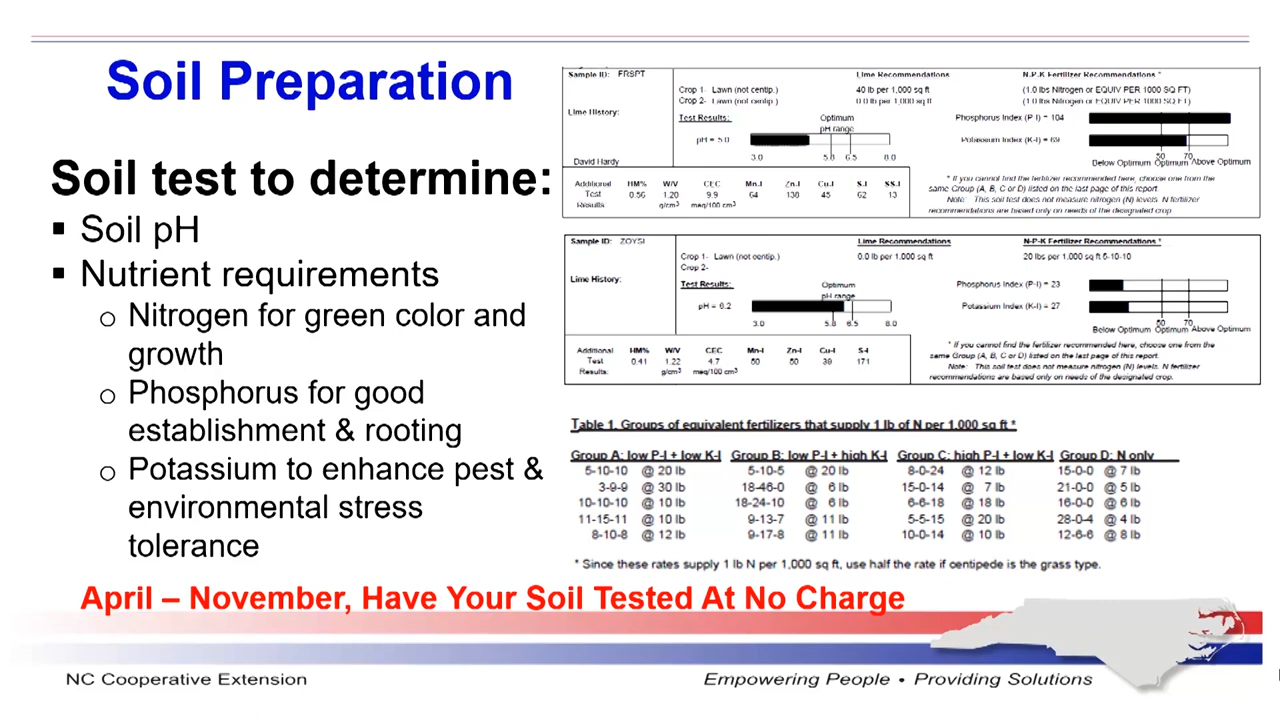 Soil Preparation
Soil test to determine:
▪ Soil pH
▪ Nutrient requirements
o Nitrogen for green color and
growth
o Phosphorus for good
establishment & rooting
o Potassium to enhance pest &
environmental stress
tolerance
Sample ID: FRSPT
Lime Recommendations N-P-K Fertilizer Recommendations *
Crop 1- Lawn (not centip.) 40 lb per 1,000 sq ft (1.0 lbs Nitrogen or EQUIV PER 1000 SQ FT)
Crop 2- Lawn (not centip.) 0.0 lb per 1,000 sq ft (1.0 lbs Nitrogen or EQUIV PER 1000 SQ FT)
Lime History:
Test Results: Optimum pH range
Phosphorus Index (P-I) = 104
pH = 5.0
Potassium Index (K-I) = 69
3.0 5.8 6.5 8.0
50 70
Below Optimum Optimum Above Optimum
David Hardy
Additional HM% W/V CEC Mn-I Zn-I Cu-I S-I SS-I
Test 0.56 1.20 9.9 64 138 45 62 13
Results g/cm³ meq/100 cm³
* If you cannot find the fertilizer recommended here, choose one from the
same Group (A, B, C or D) listed on the last page of this report.
Note: This soil test does not measure nitrogen (N) levels. N fertilizer
recommendations are based only on needs of the designated crop
Sample ID: ZOYSI
Lime Recommendations N-P-K Fertilizer Recommendations *
Crop 1- Lawn (not centip.) 0.0 lb per 1,000 sq ft 20 lbs per 1,000 sq ft 5-10-10
Crop 2-
Lime History:
Test Results: Optimum pH range
Phosphorus Index (P-I) = 23
pH = 6.2
Potassium Index (K-I) = 27
3.0 5.8 6.5 8.0
50 70
Below Optimum Optimum Above Optimum
Additional HM% W/V CEC Mn-I Zn-I Cu-I S-I
Test 0.41 1.22 4.7 39 171
Results: g/cm³ meq/100 cm³
* If you cannot find the fertilizer recommended here, choose one from the
same Group (A, B, C or D) listed on the last page of this report.
Note: This soil test does not measure nitrogen (N) levels. N fertilizer
recommendations are based only on needs of the designated crop.
Table 1. Groups of equivalent fertilizers that supply 1 lb of N per 1,000 sq ft *
Group A: low P-I + low K-I Group B: low P-I + high K-I Group C: high P-I + low K-I Group D: N only
5-10-10 @ 20 lb 5-10-5 @ 20 lb 8-0-24 @ 12 lb 15-0-0 @ 7 lb
3-9-9 @ 30 lb 18-46-0 @ 6 lb 15-0-14 @ 7 lb 21-0-0 @ 5 lb
10-10-10 @ 10 lb 18-24-10 @ 6 lb 6-6-18 @ 18 lb 16-0-0 @ 6 lb
11-15-11 @ 10 lb 9-13-7 @ 11 lb 5-5-15 @ 20 lb 28-0-4 @ 4 lb
8-10-8 @ 12 lb 9-17-8 @ 11 lb 10-0-14 @ 10 lb 12-6-6 @ 8 lb
* Since these rates supply 1 lb N per 1,000 sq ft, use half the rate if centipede is the grass type.
April – November, Have Your Soil Tested At No Charge
NC Cooperative Extension
Empowering People • Providing Solutions